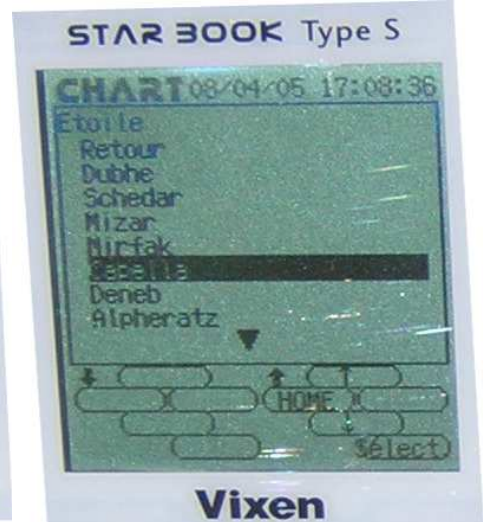 STAR BOOK Type S
CHART 08/04/05 17:08:36
Etoile
Retour
Dubhe
Schedar
Mizar
Mirfak
Capella
Deneb
Alpheratz
HOME
Sélect
Vixen